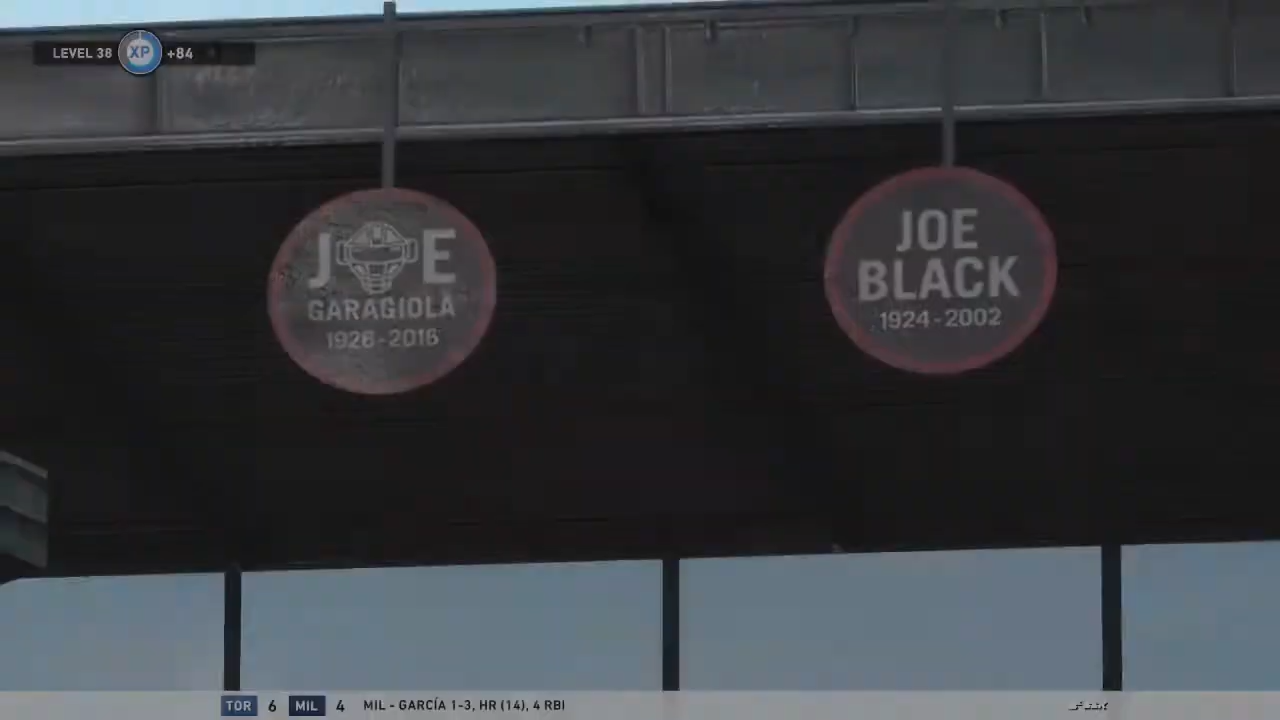 LEVEL 38 XP +84
J E
GARAGIOLA
1926-2016
JOE
BLACK
1924-2002
TOR 6 MIL 4 MIL - GARCÍA 1-3, HR (14), 4 RBI